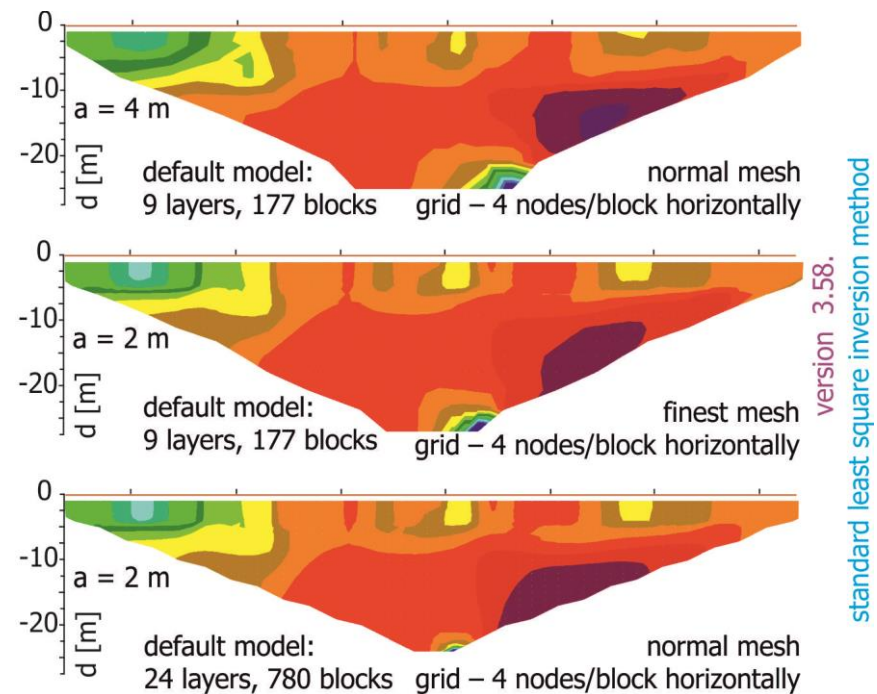 0
-10
-20
d [m]
a = 4 m
default model:
9 layers, 177 blocks
normal mesh
grid – 4 nodes/block horizontally
0
-10
-20
d [m]
a = 2 m
default model:
9 layers, 177 blocks
finest mesh
grid – 4 nodes/block horizontally
0
-10
-20
d [m]
a = 2 m
default model:
24 layers, 780 blocks
normal mesh
grid – 4 nodes/block horizontally
version 3.58.
standard least square inversion method